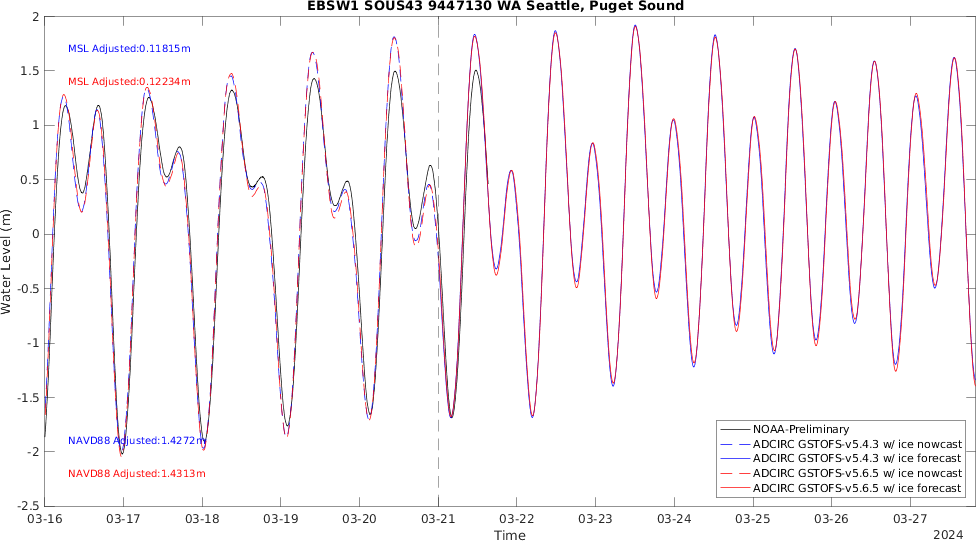 EBSW1 SOUS43 9447130 WA Seattle, Puget Sound
2
MSL Adjusted:0.11815m
1.5
MSL Adjusted:0.12234m
1
0.5
0
Water Level (m)
-0.5
-1
-1.5
NOAA-Preliminary
NAVD88 Adjusted:1.4272m
ADCIRC GSTOFS-v5.4.3 w/ ice nowcast
-2
ADCIRC GSTOFS-v5.4.3 w/ ice forecast
NAVD88 Adjusted:1.4313m
ADCIRC GSTOFS-v5.6.5 w/ ice nowcast
ADCIRC GSTOFS-v5.6.5 w/ ice forecast
-2.5
03-16 03-17 03-18 03-19 03-20 03-21 03-22 03-23 03-24 03-25 03-26 03-27
Time
2024